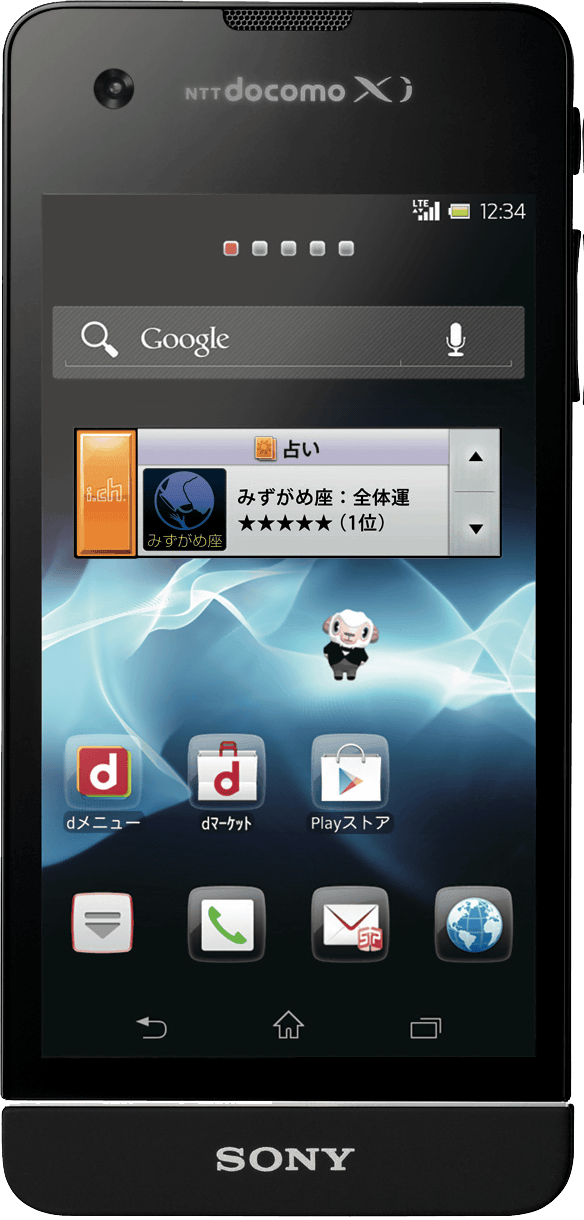 NTT docomo Xi
LTE 12:34
Google
占い
i.ch.
みずがめ座：全体運
★★★★★（1位）
みずがめ座
d
d
dメニュー
dﾏｰｹｯﾄ
Playストア
SP
SONY